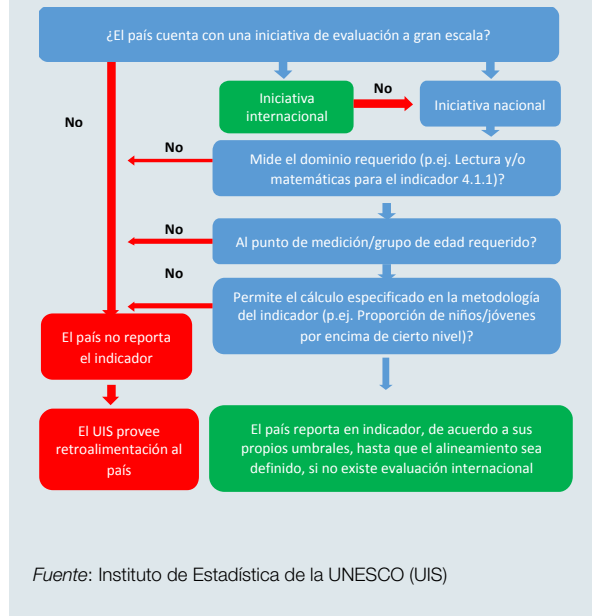 ¿El país cuenta con una iniciativa de evaluación a gran escala?
No
Iniciativa
internacional
No
Iniciativa nacional
No
Mide el dominio requerido (p.ej. Lectura y/o
matemáticas para el indicador 4.1.1)?
No
Al punto de medición/grupo de edad requerido?
No
Permite el cálculo especificado en la metodología
del indicador (p.ej. Proporción de niños/jóvenes
por encima de cierto nivel)?
El país no reporta
el indicador
El UIS provee
retroalimentación al
país
El país reporta en indicador, de acuerdo a sus
propios umbrales, hasta que el alineamiento sea
definido, si no existe evaluación internacional
Fuente: Instituto de Estadística de la UNESCO (UIS)